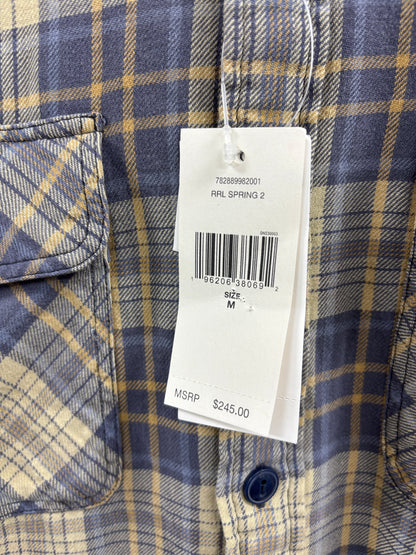 782889982001
RRL SPRING 2
1 96206 38069 2
SIZE
M
MSRP $245.00